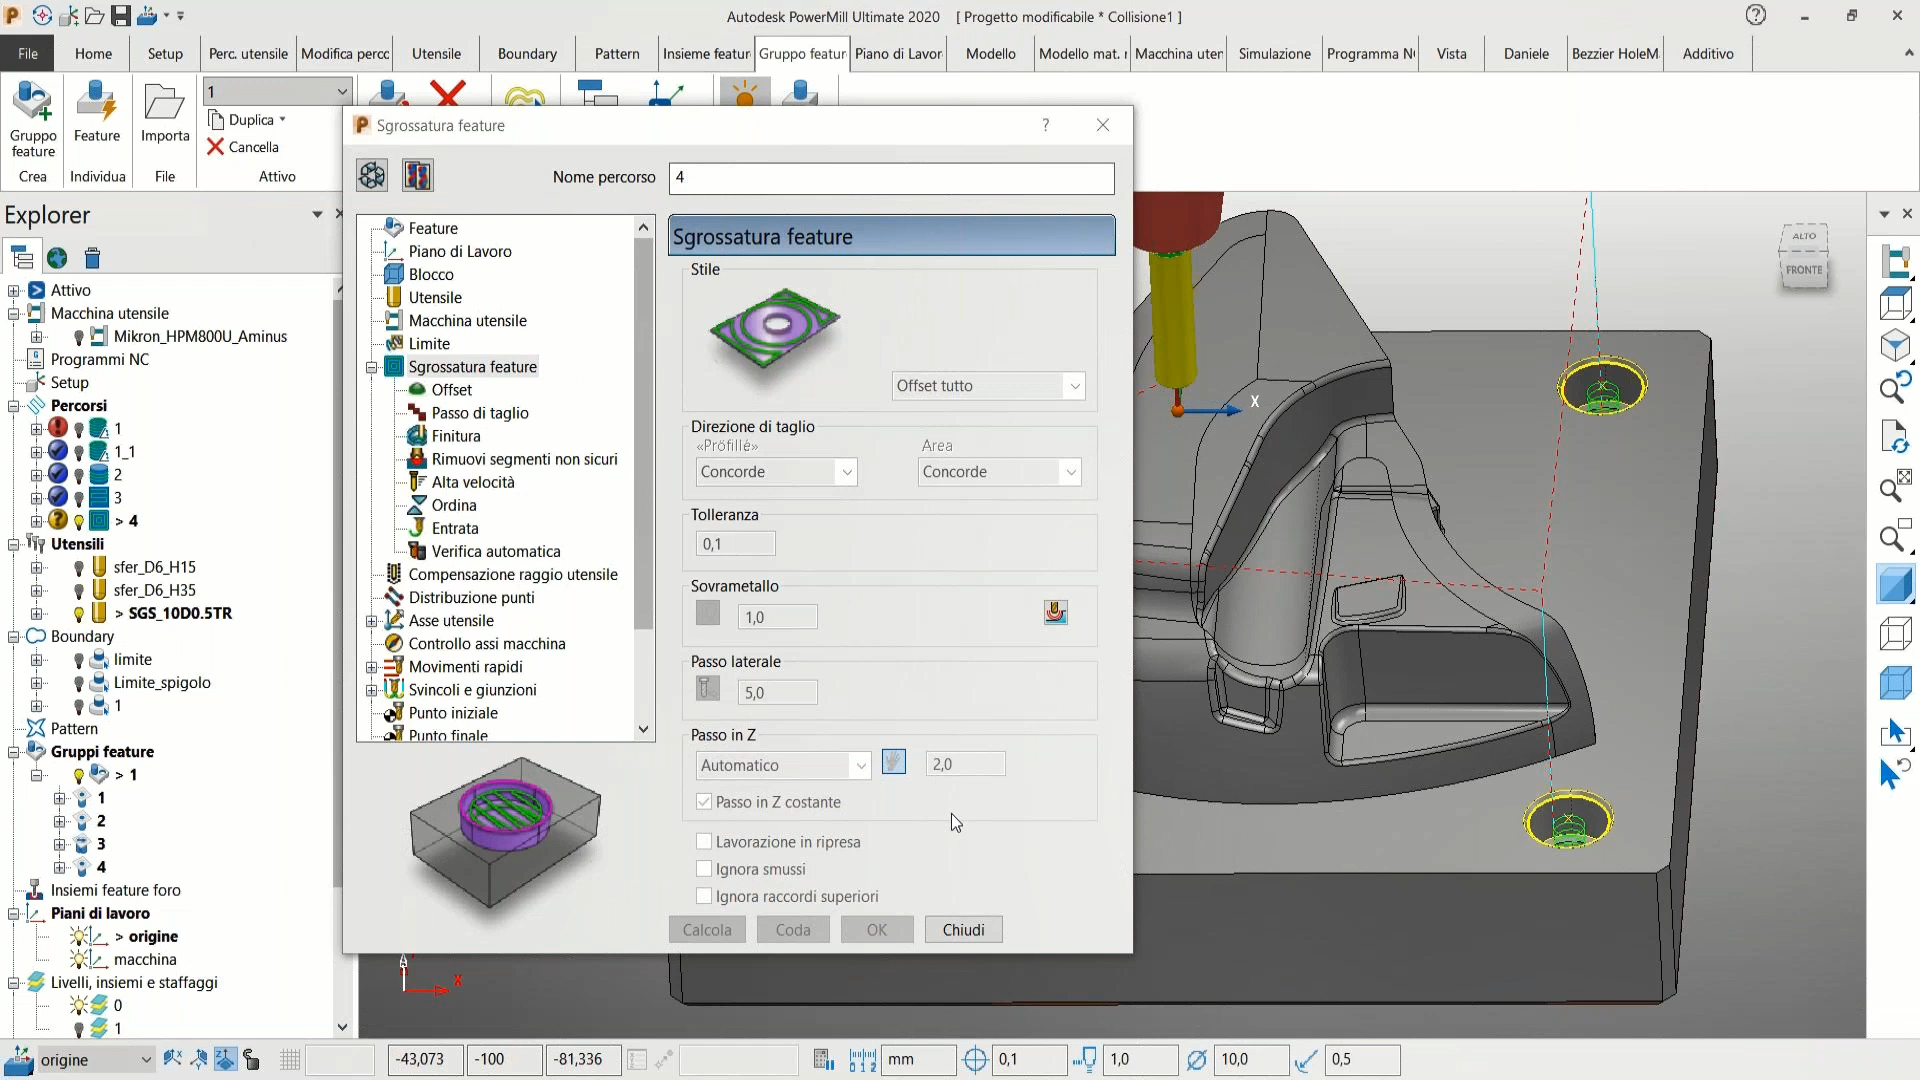 Autodesk PowerMill Ultimate 2020 [ Progetto modificabile * Collisione1 ]
File Home Setup Perc. utensile Modifica perco Utensile Boundary Pattern Insieme featur Gruppo featur Piano di Lavor Modello Modello mat. r Macchina uten Simulazione Programma N Vista Daniele Bezzier HoleM Additivo
1
Duplica
Cancella
Gruppo feature
Feature
Importa
Crea Individua File Attivo
Explorer
Attivo
Macchina utensile
Mikron_HPM800U_Aminus
Programmi NC
Setup
Percorsi
1
1_1
2
3
> 4
Utensili
sfer_D6_H15
sfer_D6_H35
> SGS_10D0.5TR
Boundary
limite
Limite_spigolo
1
Pattern
Gruppi feature
> 1
1
2
3
4
Insiemi feature foro
Piani di lavoro
> origine
macchina
Livelli, insiemi e staffaggi
0
1
Sgrossatura feature
?
Nome percorso 4
Feature
Piano di Lavoro
Blocco
Utensile
Macchina utensile
Limite
Sgrossatura feature
Offset
Passo di taglio
Finitura
Rimuovi segmenti non sicuri
Alta velocità
Ordina
Entrata
Verifica automatica
Compensazione raggio utensile
Distribuzione punti
Asse utensile
Controllo assi macchina
Movimenti rapidi
Svincoli e giunzioni
Punto iniziale
Punto finale
Sgrossatura feature
Stile
Offset tutto
Direzione di taglio
«Pröfillé» Area
Concorde Concorde
Tolleranza
0,1
Sovrametallo
1,0
Passo laterale
5,0
Passo in Z
Automatico 2,0
Passo in Z costante
Lavorazione in ripresa
Ignora smussi
Ignora raccordi superiori
Calcola Coda OK Chiudi
X
ALTO
FRONTE
X
origine -43,073 -100 -81,336 mm 0,1 1,0 10,0 0,5